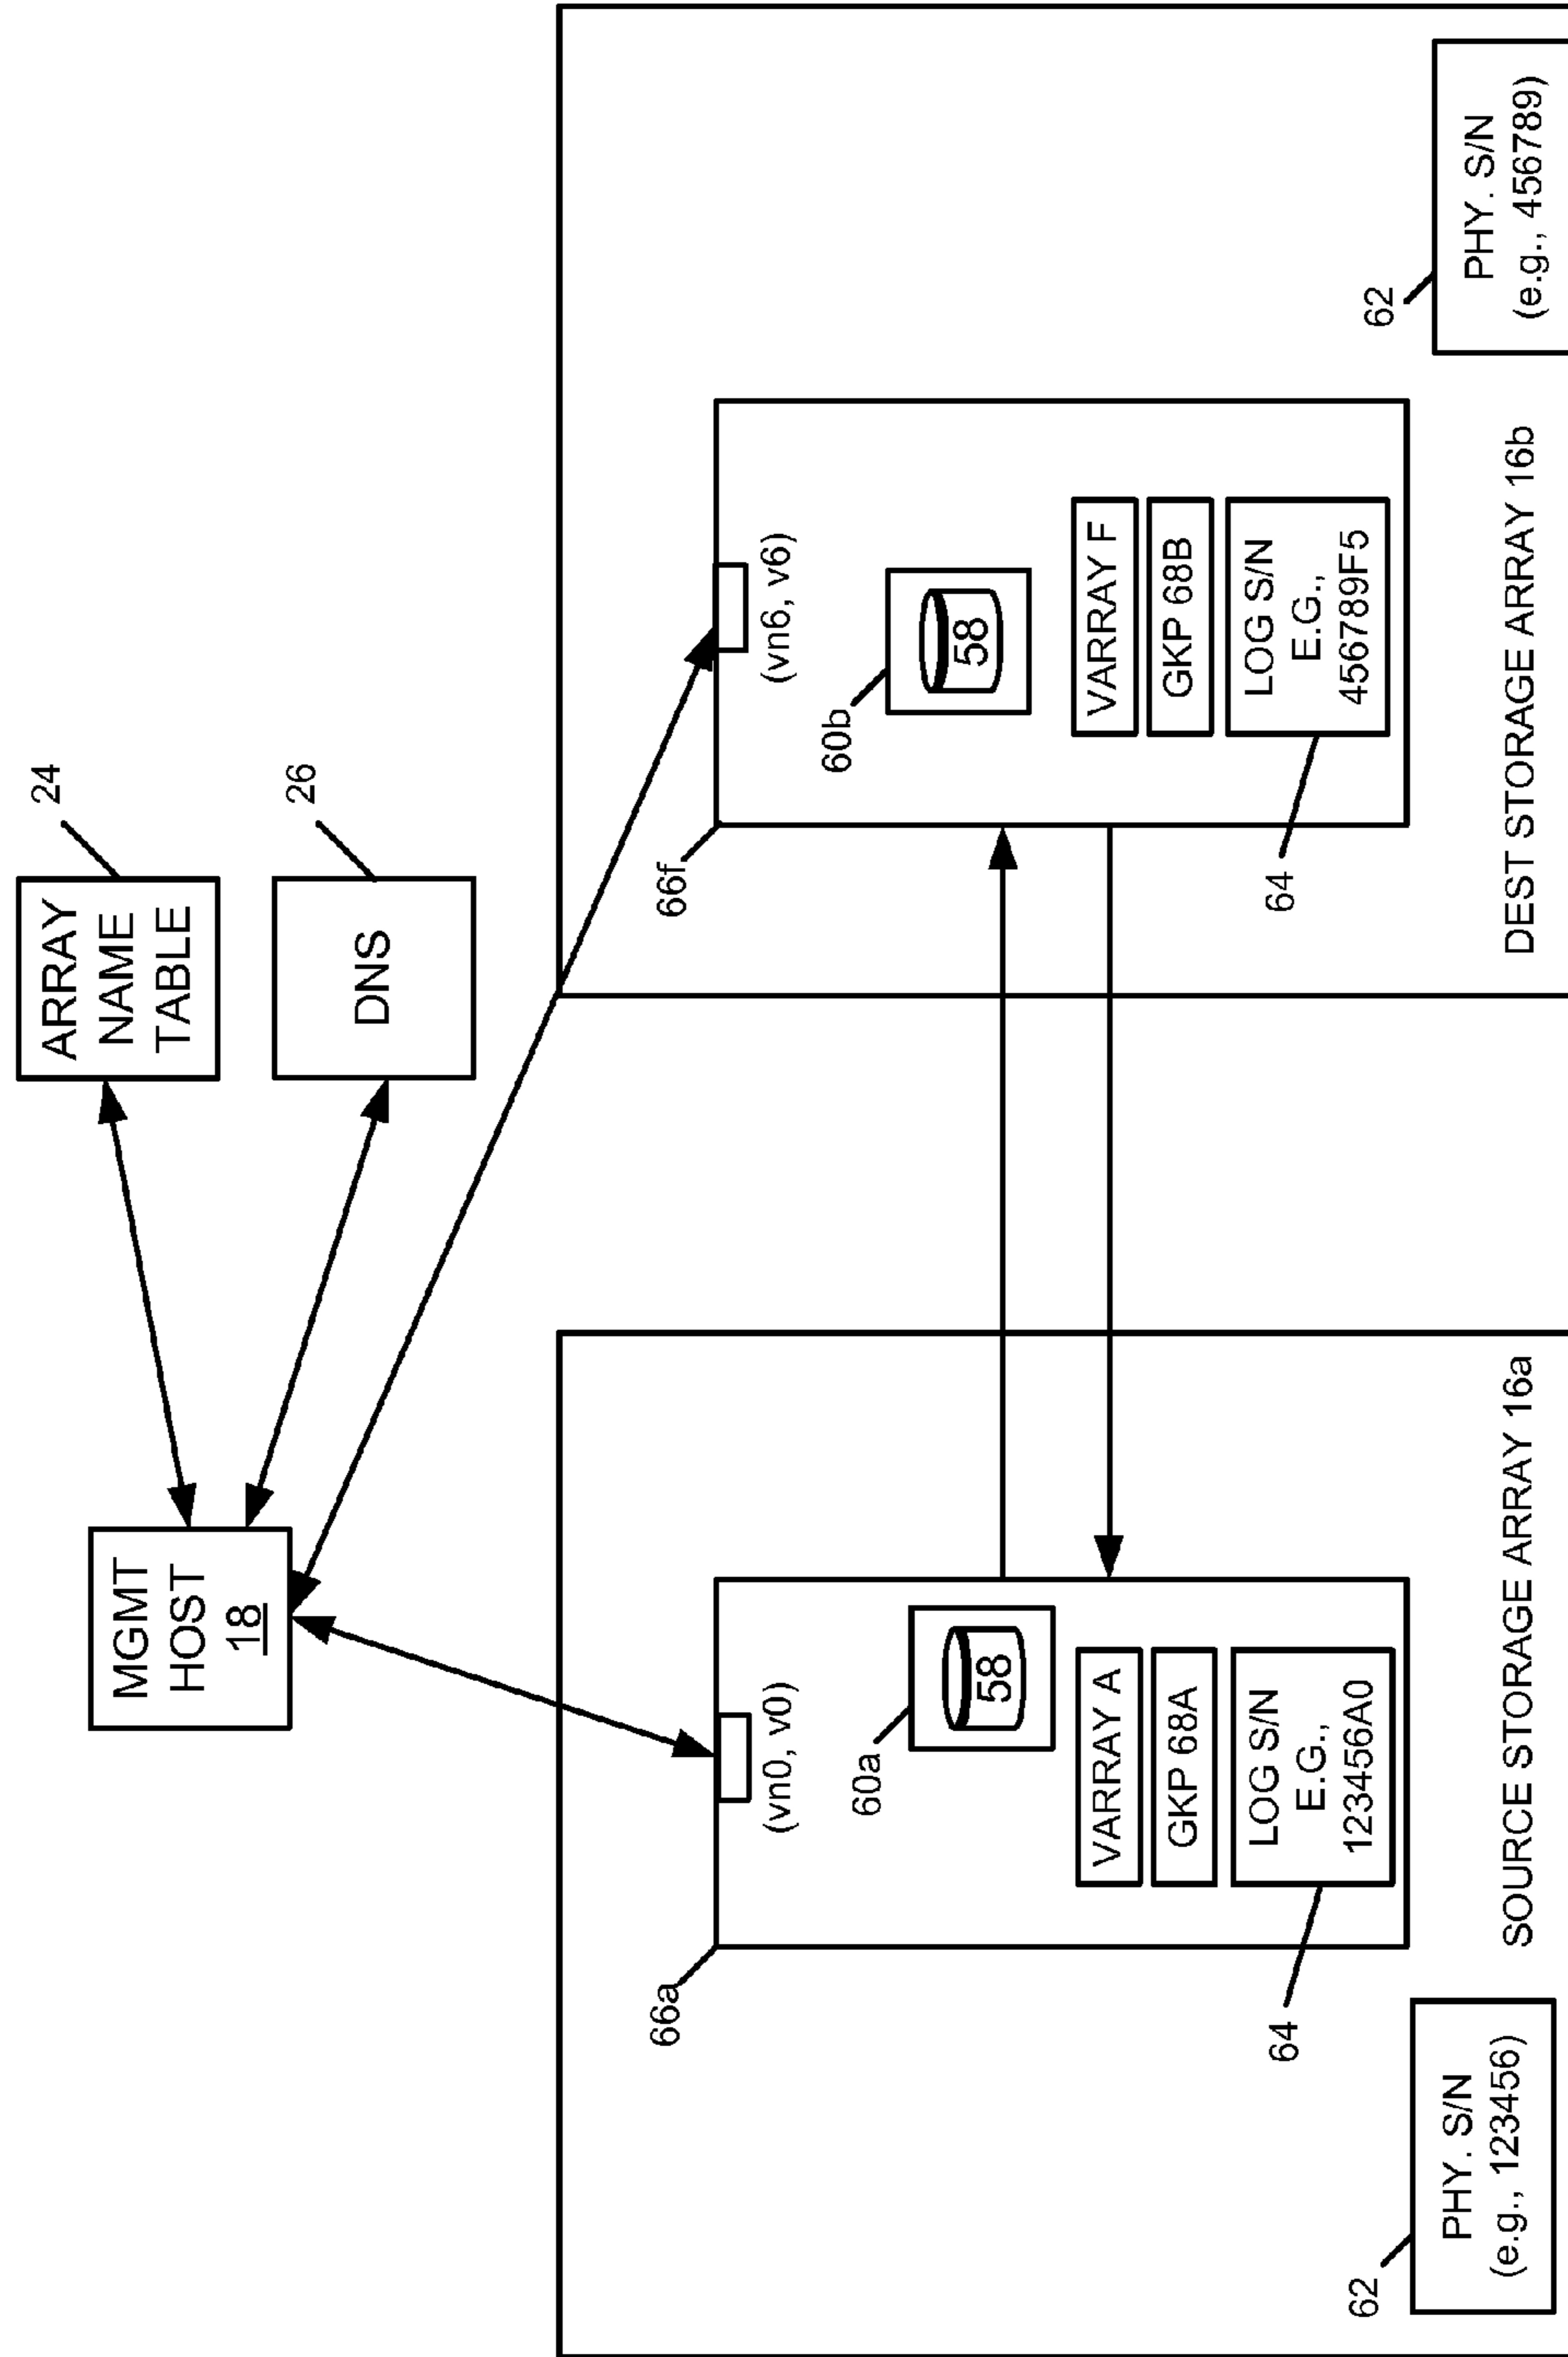 ARRAY
NAME
TABLE
24
DNS
26
MGMT
HOST
18
66a
(vn0, v0)
60a
58
VARRAY A
GKP 68A
LOG S/N
E.G.,
123456A0
64
62
PHY. S/N
(e.g., 123456)
SOURCE STORAGE ARRAY 16a
66f
(vn6, v6)
60b
58
VARRAY F
GKP 68B
LOG S/N
E.G.,
456789F5
64
62
PHY. S/N
(e.g., 456789)
DEST STORAGE ARRAY 16b